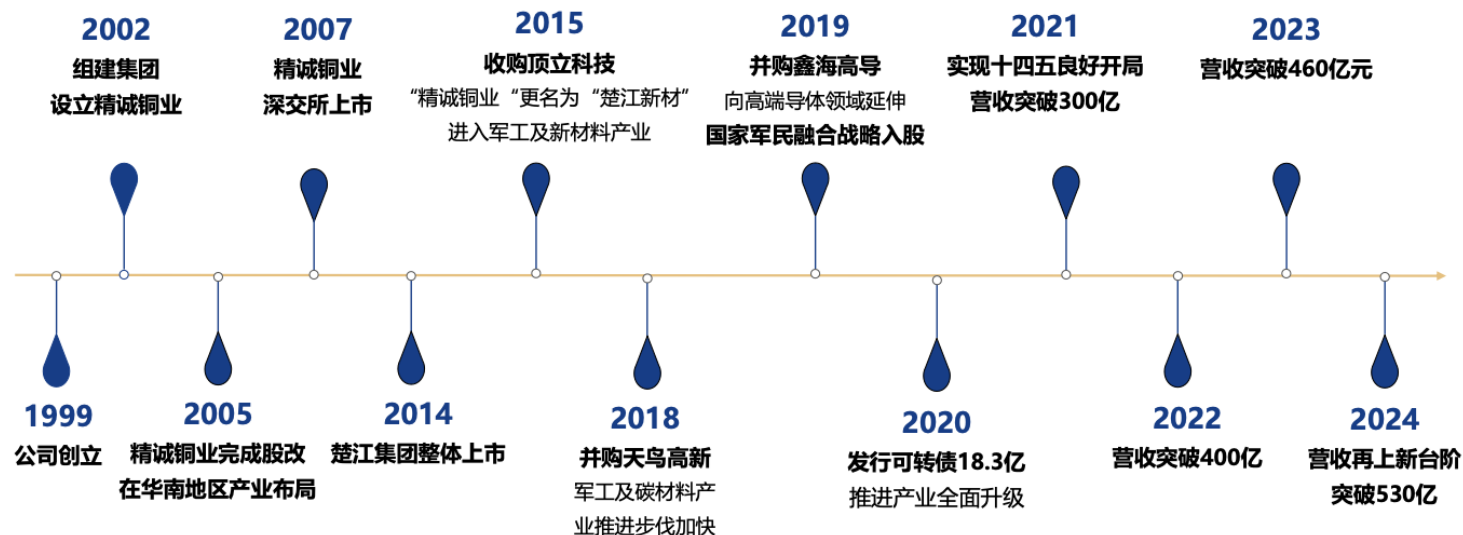 2002
组建集团
设立精诚铜业
2007
精诚铜业
深交所上市
2015
收购顶立科技
“精诚铜业“更名为“楚江新材”
进入军工及新材料产业
2019
并购鑫海高导
向高端导体领域延伸
国家军民融合战略入股
2021
实现十四五良好开局
营收突破300亿
2023
营收突破460亿元
1999
公司创立
2005
精诚铜业完成股改
在华南地区产业布局
2014
楚江集团整体上市
2018
并购天鸟高新
军工及碳材料产
业推进步伐加快
2020
发行可转债18.3亿
推进产业全面升级
2022
营收突破400亿
2024
营收再上新台阶
突破530亿